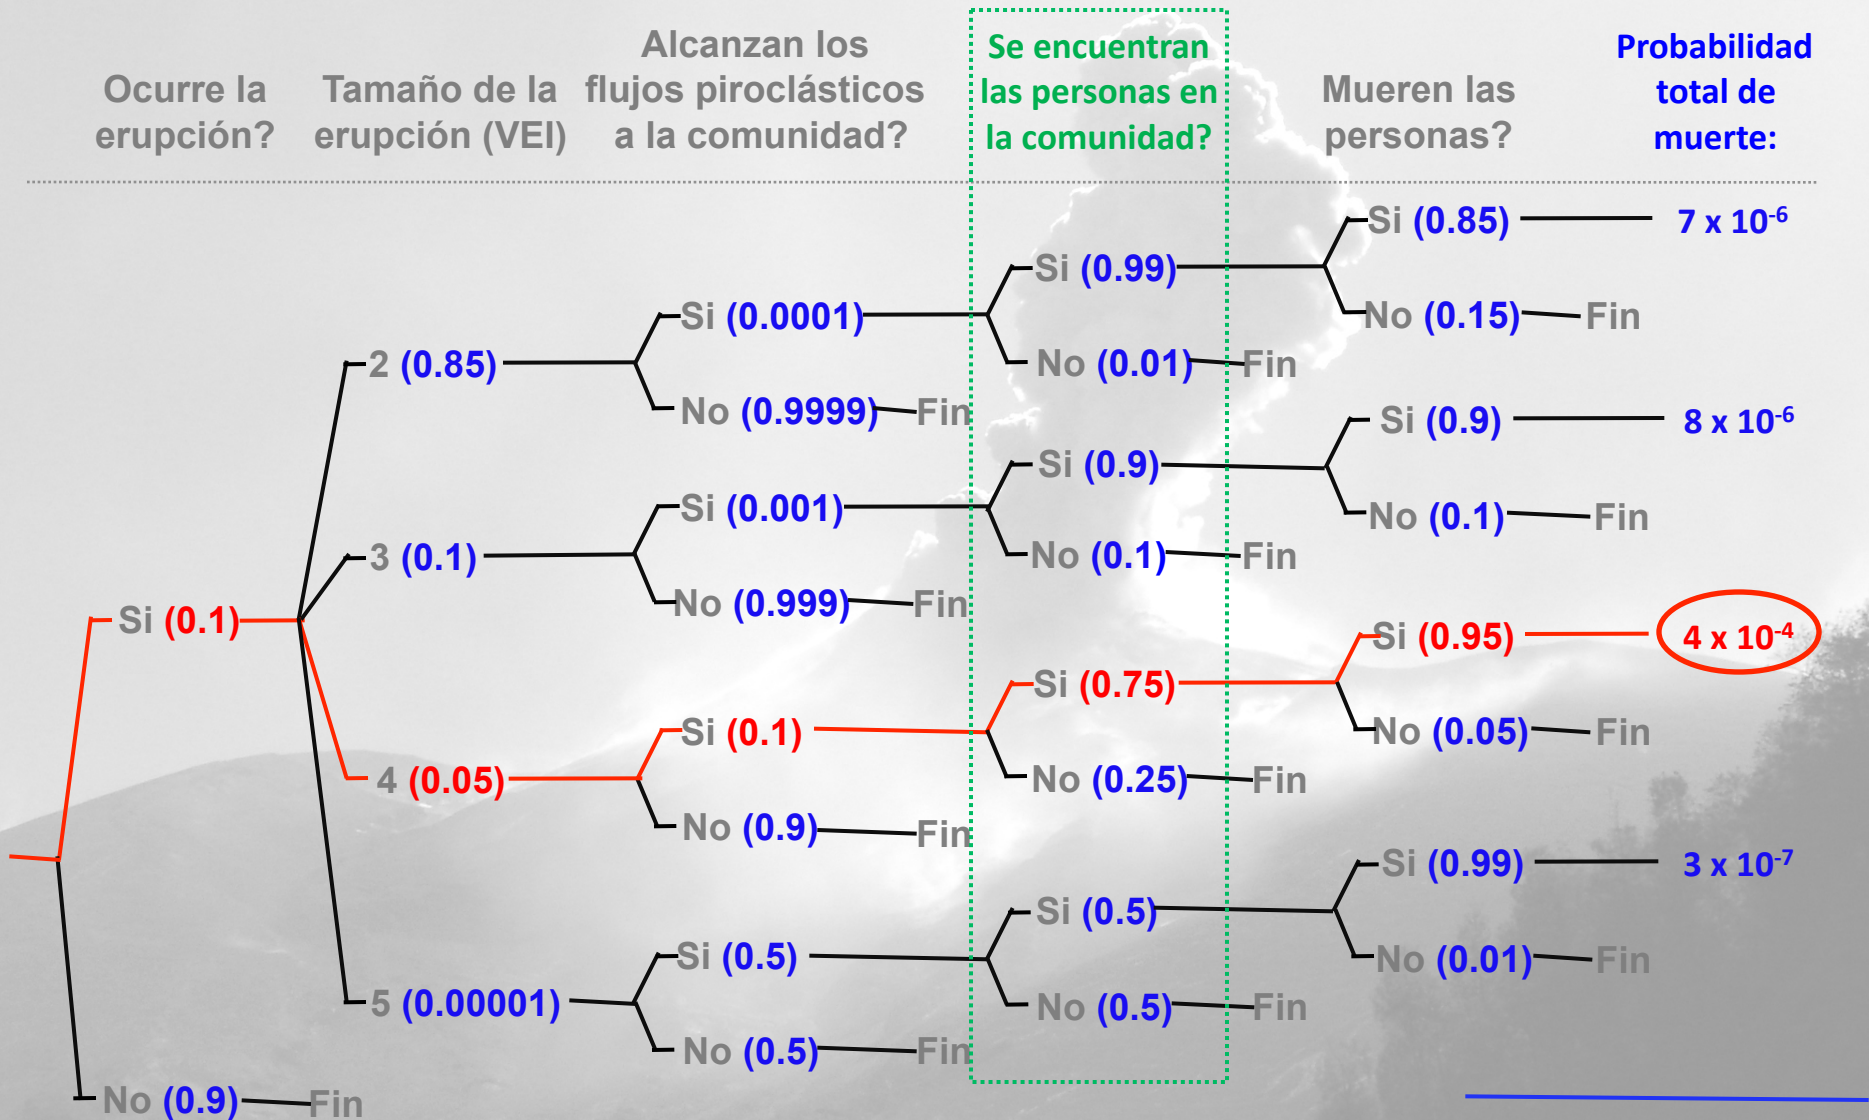 Ocurre la
erupción?
Tamaño de la
erupción (VEI)
Alcanzan los
flujos piroclásticos
a la comunidad?
Se encuentran
las personas en
la comunidad?
Mueren las
personas?
Probabilidad
total de
muerte:
Si (0.85) 7 x 10⁻⁶
Si (0.99)
Si (0.0001)
No (0.15) Fin
2 (0.85)
No (0.01) Fin
No (0.9999) Fin
Si (0.9) 8 x 10⁻⁶
Si (0.9)
Si (0.001)
No (0.1) Fin
3 (0.1)
No (0.1) Fin
No (0.999) Fin
Si (0.1)
Si (0.95) 4 x 10⁻⁴
Si (0.75)
Si (0.1)
No (0.05) Fin
4 (0.05)
No (0.25) Fin
No (0.9) Fin
Si (0.99) 3 x 10⁻⁷
Si (0.5)
Si (0.5)
No (0.01) Fin
5 (0.00001)
No (0.5) Fin
No (0.5) Fin
No (0.9) Fin